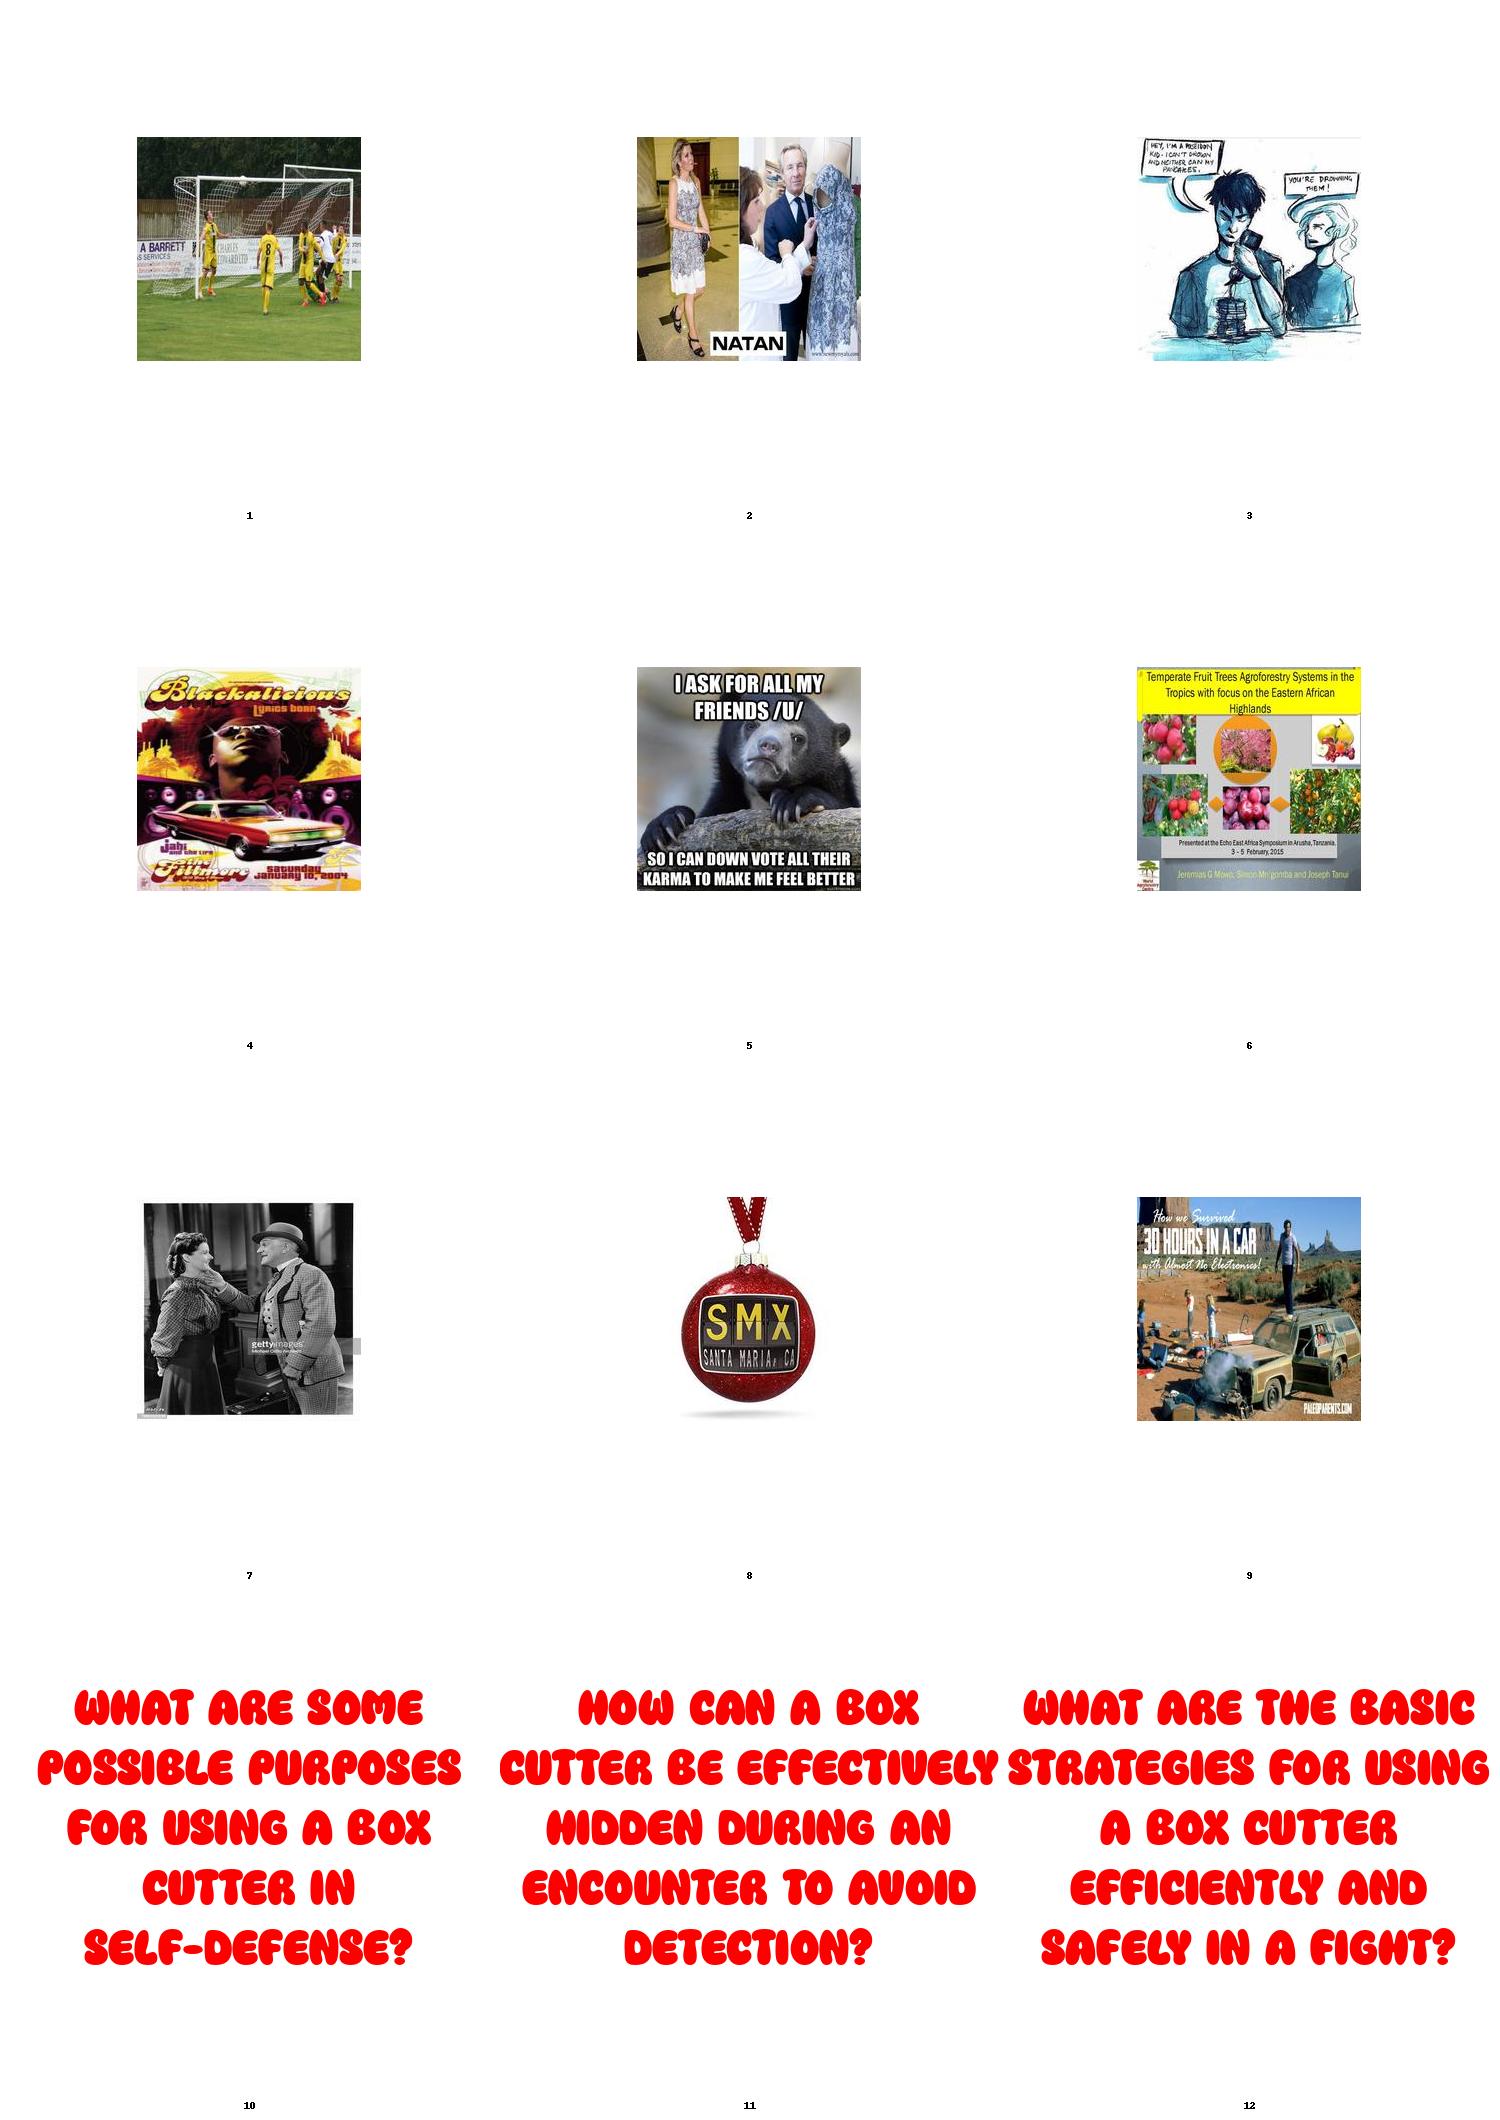 A BARRETT
SERVICES
CHARLES
EDWARD LTD
NATAN
HEY, I'M A POSEIDON
KID - I CAN'T DROWN
AND NEITHER CAN MY
PANCAKES.
YOU'RE DROWNING
THEM!
1
2
3
Blackalicious
Lyrics born
jabi
and the life
the
Fillmore
saturday
January 10, 2004
I ASK FOR ALL MY
FRIENDS /U/
SO I CAN DOWN VOTE ALL THEIR
KARMA TO MAKE ME FEEL BETTER
Temperate Fruit Trees Agroforestry Systems in the
Tropics with focus on the Eastern African
Highlands
Presented at the Echo East Africa Symposium in Arusha, Tanzania,
3 – 5 February, 2015
Jeremias G Mowo, Simon Mng'omba and Joseph Tanui
World
Agroforestry
Centre
4
5
6
gettyimages
SMX
SANTA MARIA, CA
How we Survived
30 HOURS IN A CAR
with Almost No Electronics!
PALEOPARENTS.COM
7
8
9
WHAT ARE SOME
POSSIBLE PURPOSES
FOR USING A BOX
CUTTER IN
SELF-DEFENSE?
HOW CAN A BOX
CUTTER BE EFFECTIVELY
HIDDEN DURING AN
ENCOUNTER TO AVOID
DETECTION?
WHAT ARE THE BASIC
STRATEGIES FOR USING
A BOX CUTTER
EFFICIENTLY AND
SAFELY IN A FIGHT?
10
11
12